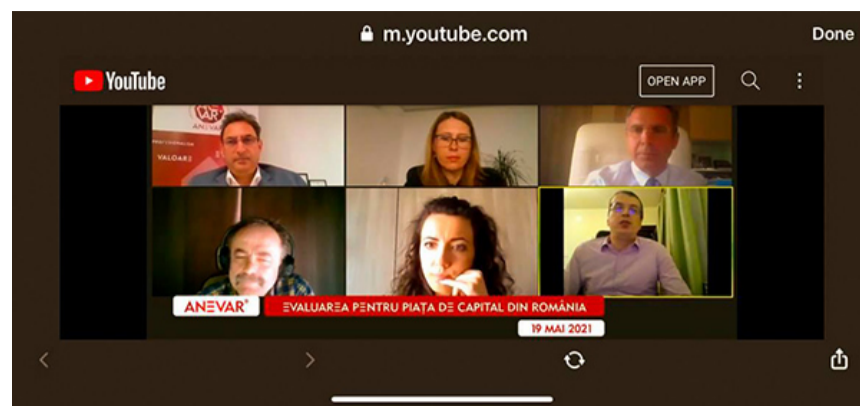 m.youtube.com
Done
YouTube
OPEN APP
ANEVAR
VALOARE
ANEVAR
EVALUAREA PENTRU PIAȚA DE CAPITAL DIN ROMÂNIA
19 MAI 2021